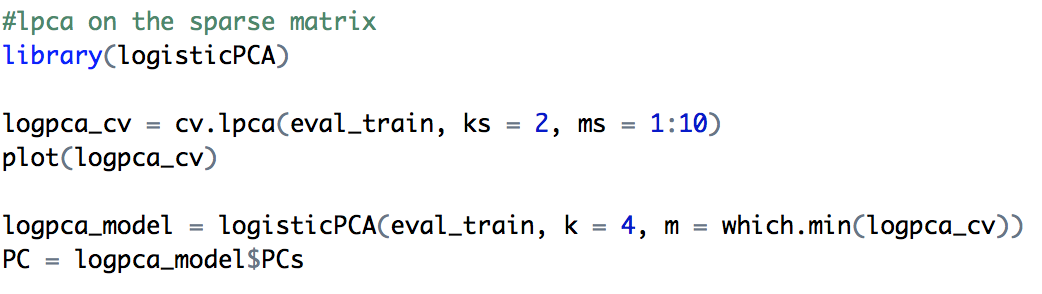 #lpca on the sparse matrix
library(logisticPCA)
logpca_cv = cv.lpca(eval_train, ks = 2, ms = 1:10)
plot(logpca_cv)
logpca_model = logisticPCA(eval_train, k = 4, m = which.min(logpca_cv))
PC = logpca_model$PCs